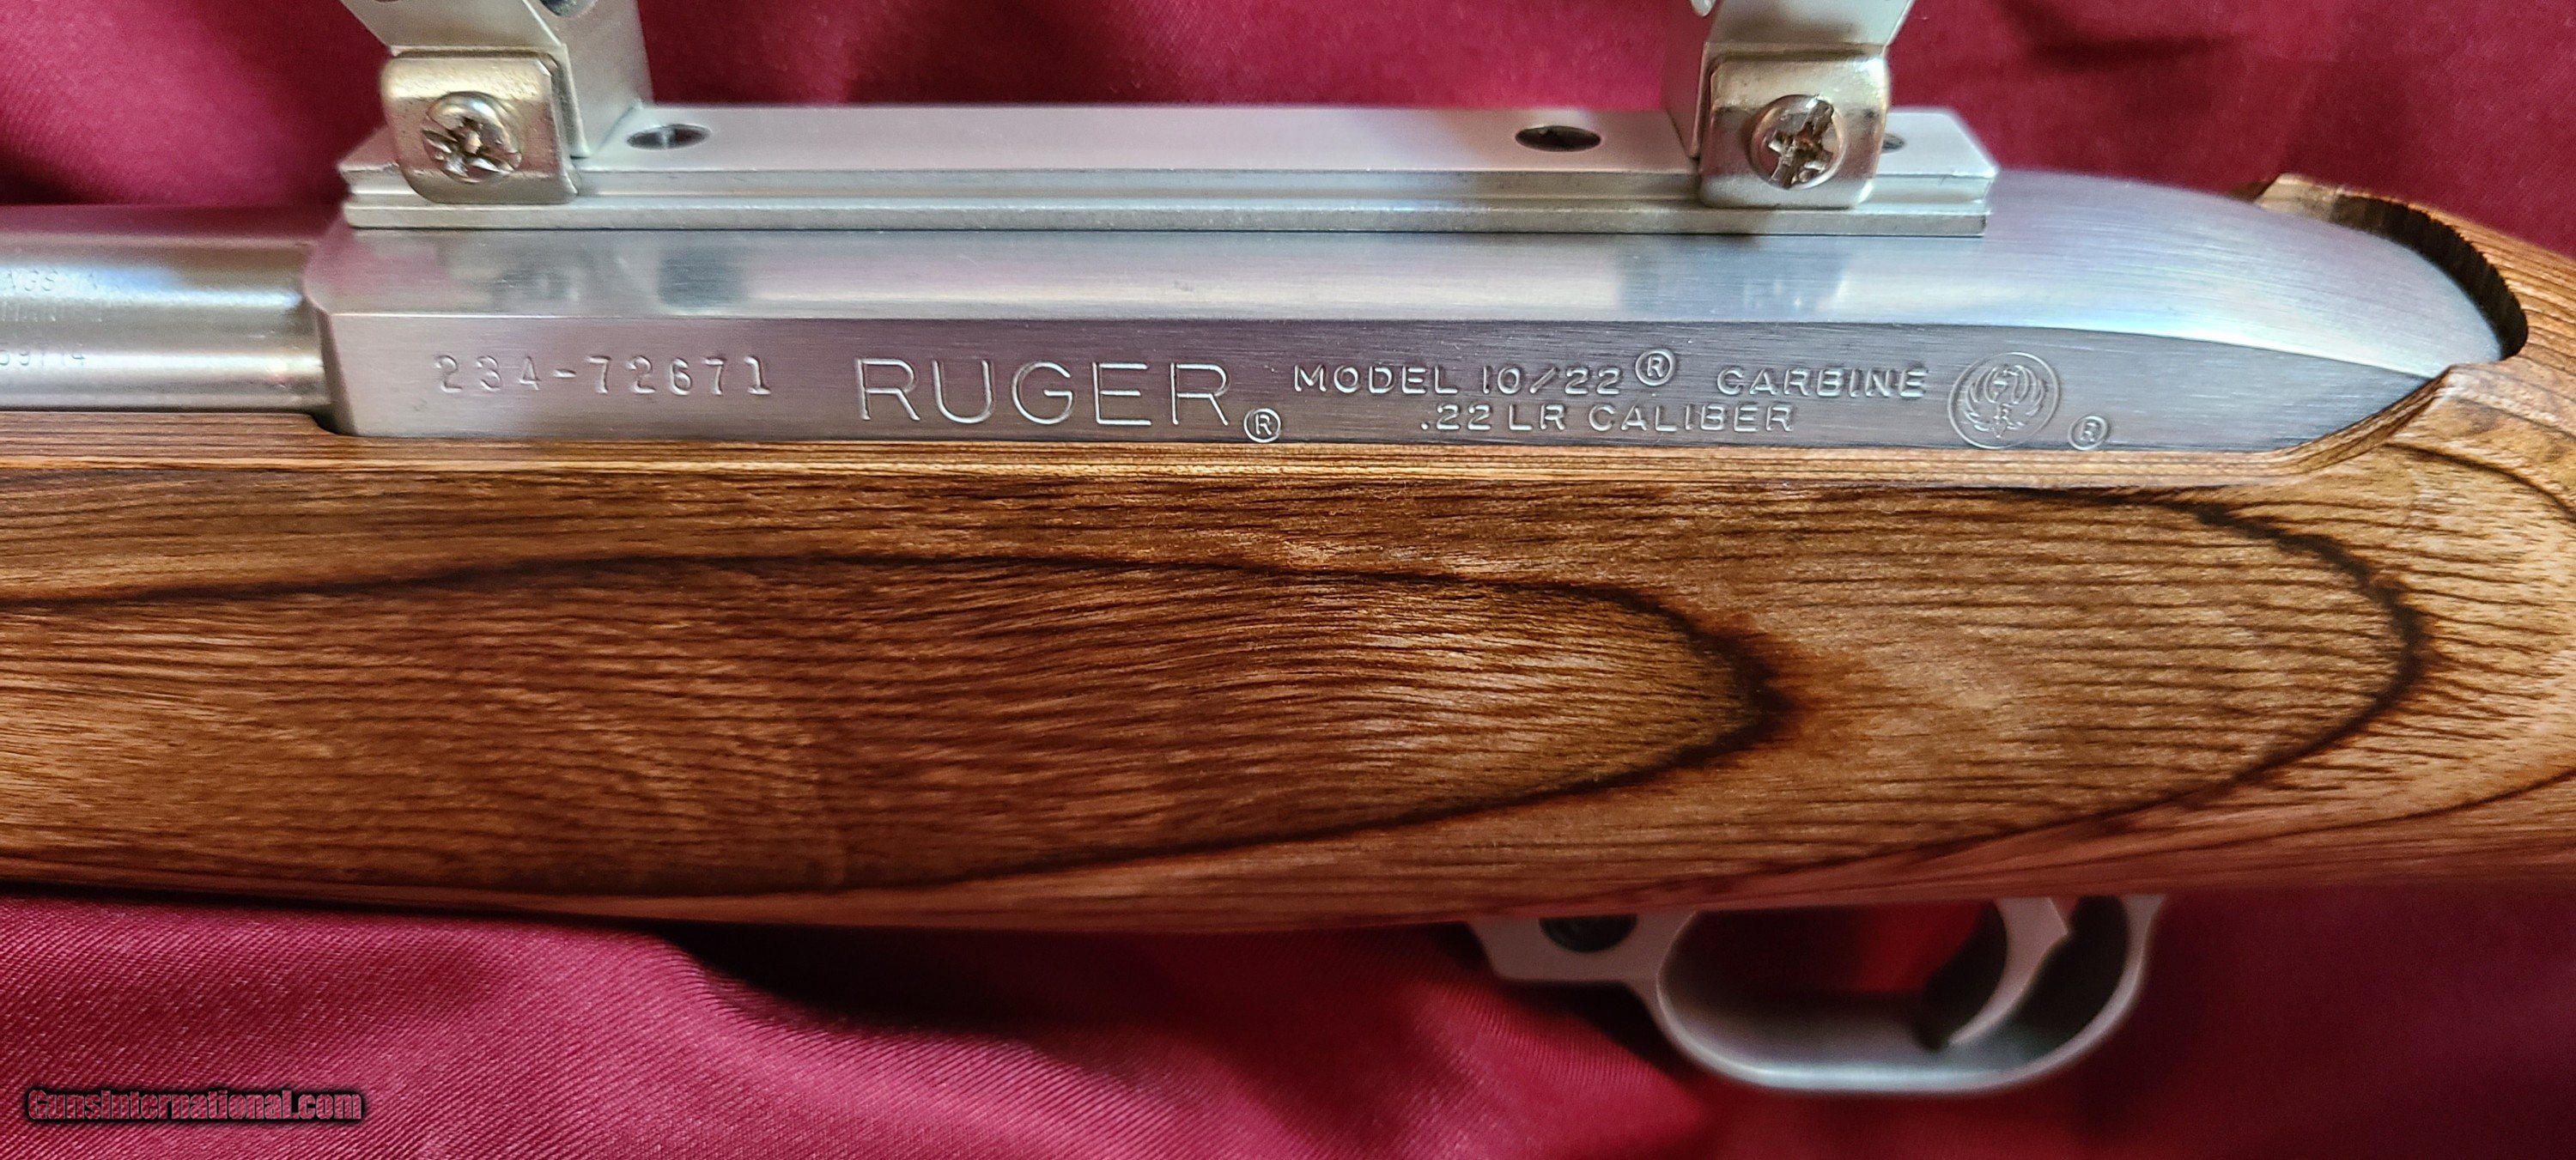 234-72671
RUGER®
MODEL 10/22® CARBINE
.22 LR CALIBER
®
GunsInternational.com